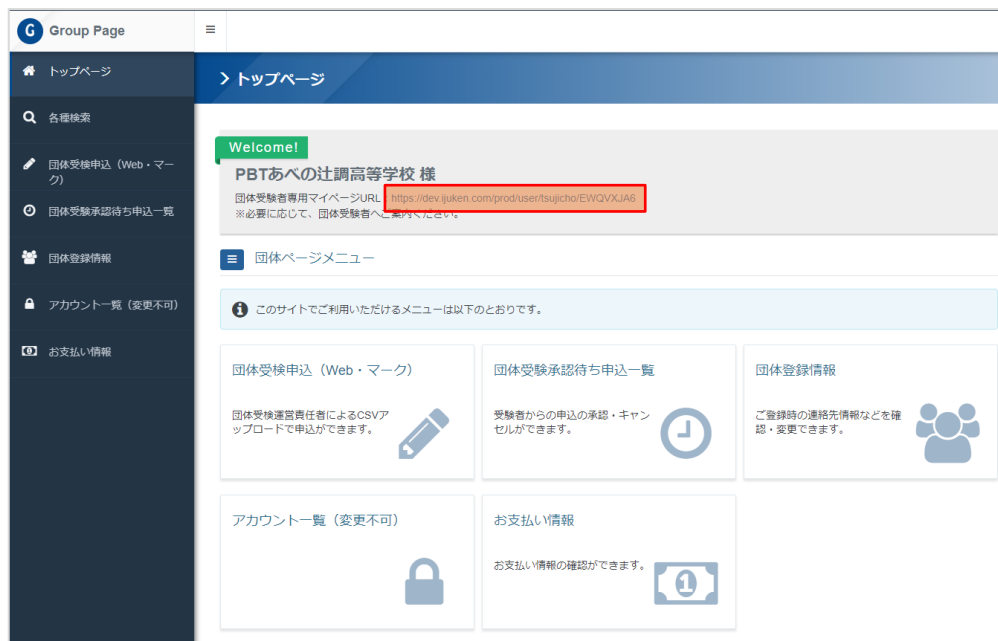 G Group Page
トップページ
各種検索
団体受検申込（Web・マー
ク）
団体受験承認待ち申込一覧
団体登録情報
アカウント一覧（変更不可）
お支払い情報
トップページ
Welcome!
PBTあべの辻調高等学校 様
団体受験者専用マイページURL：https://dev.ljuken.com/prod/user/tsujicho/EWQVXJA6
※必要に応じて、団体受験者へご案内ください。
団体ページメニュー
このサイトでご利用いただけるメニューは以下のとおりです。
団体受検申込（Web・マーク）
団体受検運営責任者によるCSVア
ップロードで申込ができます。
団体受験承認待ち申込一覧
受験者からの申込の承認・キャン
セルができます。
団体登録情報
ご登録時の連絡先情報などを確
認・変更できます。
アカウント一覧（変更不可）
お支払い情報
お支払い情報の確認ができます。
1